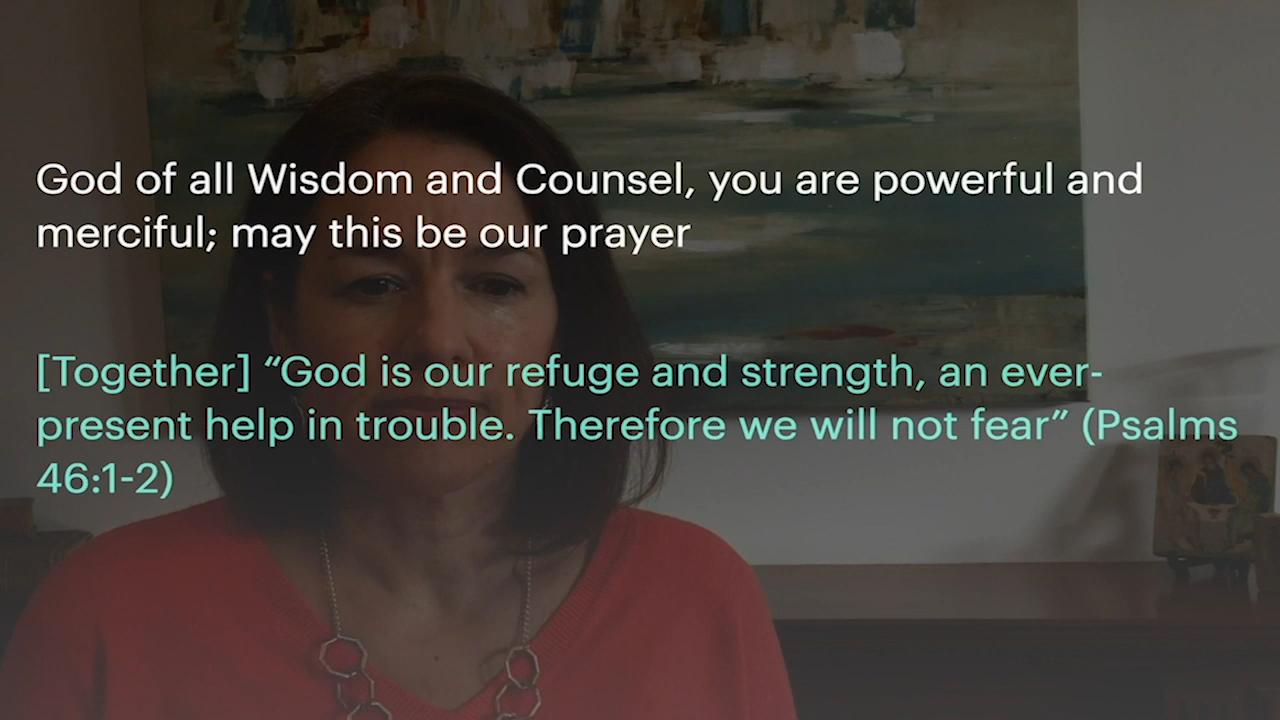 God of all Wisdom and Counsel, you are powerful and
merciful; may this be our prayer
[Together] “God is our refuge and strength, an ever-
present help in trouble. Therefore we will not fear” (Psalms
46:1-2)